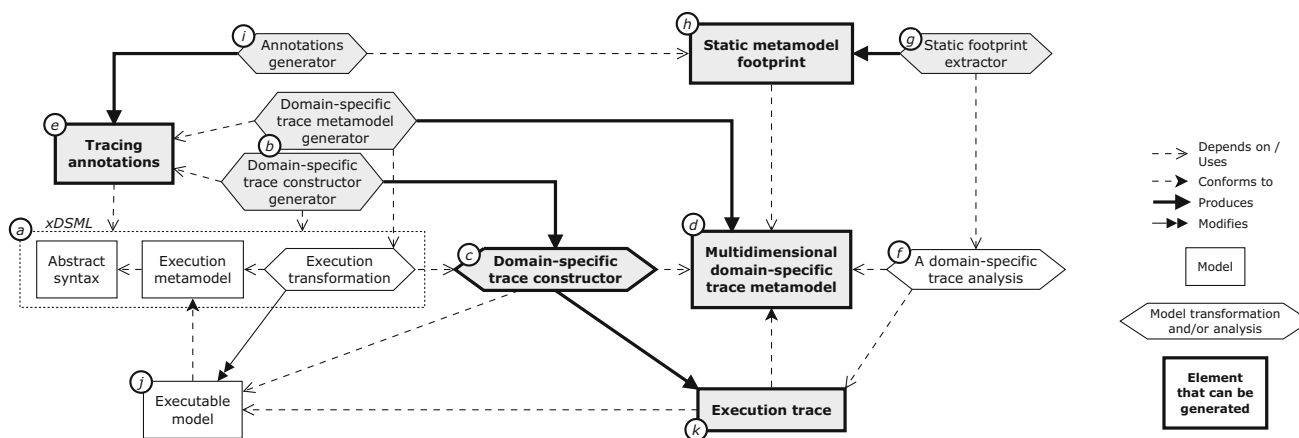 h
i
Annotations
generator
Static metamodel
footprint
g
Static footprint
extractor
e
Tracing
annotations
Domain-specific
trace metamodel
generator
b
Domain-specific
trace constructor
generator
Depends on /
Uses
Conforms to
Produces
Modifies
a
xDSML
Abstract
syntax
Execution
metamodel
Execution
transformation
c
Domain-specific
trace constructor
d
Multidimensional
domain-specific
trace metamodel
f
A domain-specific
trace analysis
Model
Model transformation
and/or analysis
j
Executable
model
Execution trace
k
Element
that can be
generated